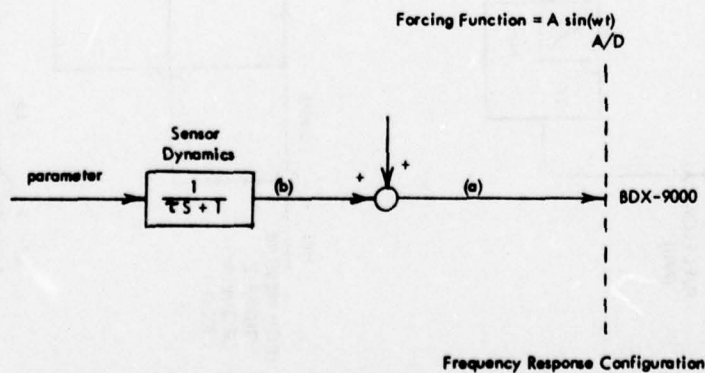 Forcing Function = A sin(wt)
A/D
Sensor
Dynamics
parameter
1
τS + 1
(b)
+
+
(a)
BDX-9000
Frequency Response Configuration